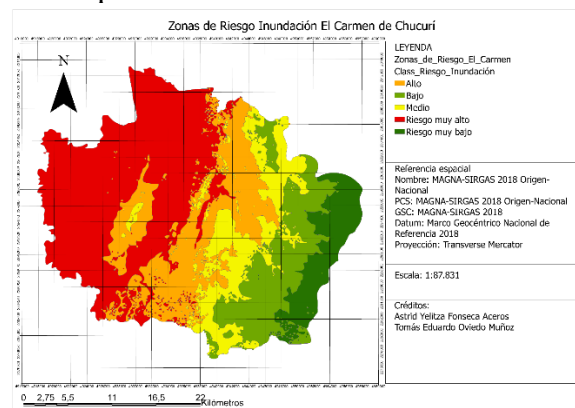 Zonas de Riesgo Inundación El Carmen de Chucurí
N
LEYENDA
Zonas_de_Riesgo_El_Carmen
Class_Riesgo_Inundación
Alto
Bajo
Medio
Riesgo muy alto
Riesgo muy bajo
Referencia espacial
Nombre: MAGNA-SIRGAS 2018 Origen-
Nacional
PCS: MAGNA-SIRGAS 2018 Origen-Nacional
GSC: MAGNA-SIRGAS 2018
Datum: Marco Geocéntrico Nacional de
Referencia 2018
Proyección: Transverse Mercator
Escala: 1:87.831
Créditos:
Astrid Yelitza Fonseca Aceros
Tomás Eduardo Oviedo Muñoz
0 2,75 5,5 11 16,5 22
Kilómetros